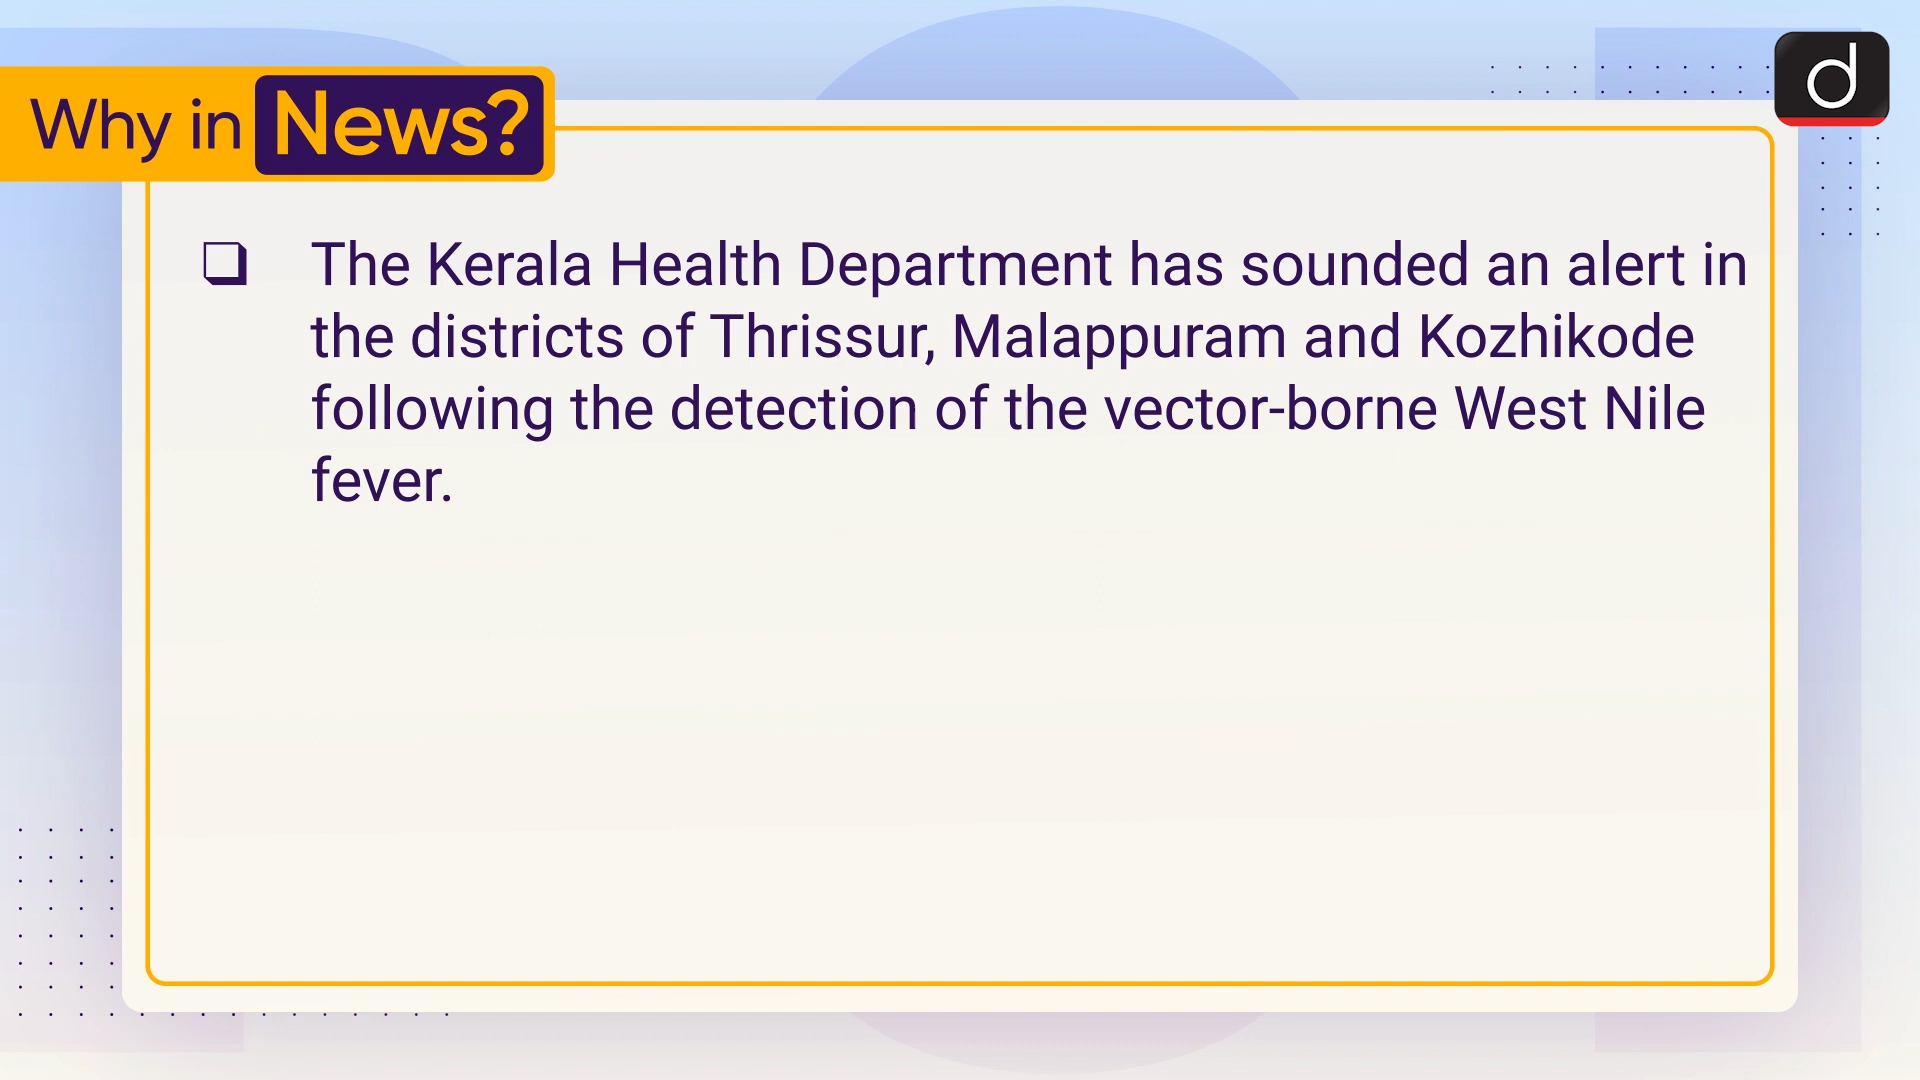 Why in News?
d
❑ The Kerala Health Department has sounded an alert in
the districts of Thrissur, Malappuram and Kozhikode
following the detection of the vector-borne West Nile
fever.